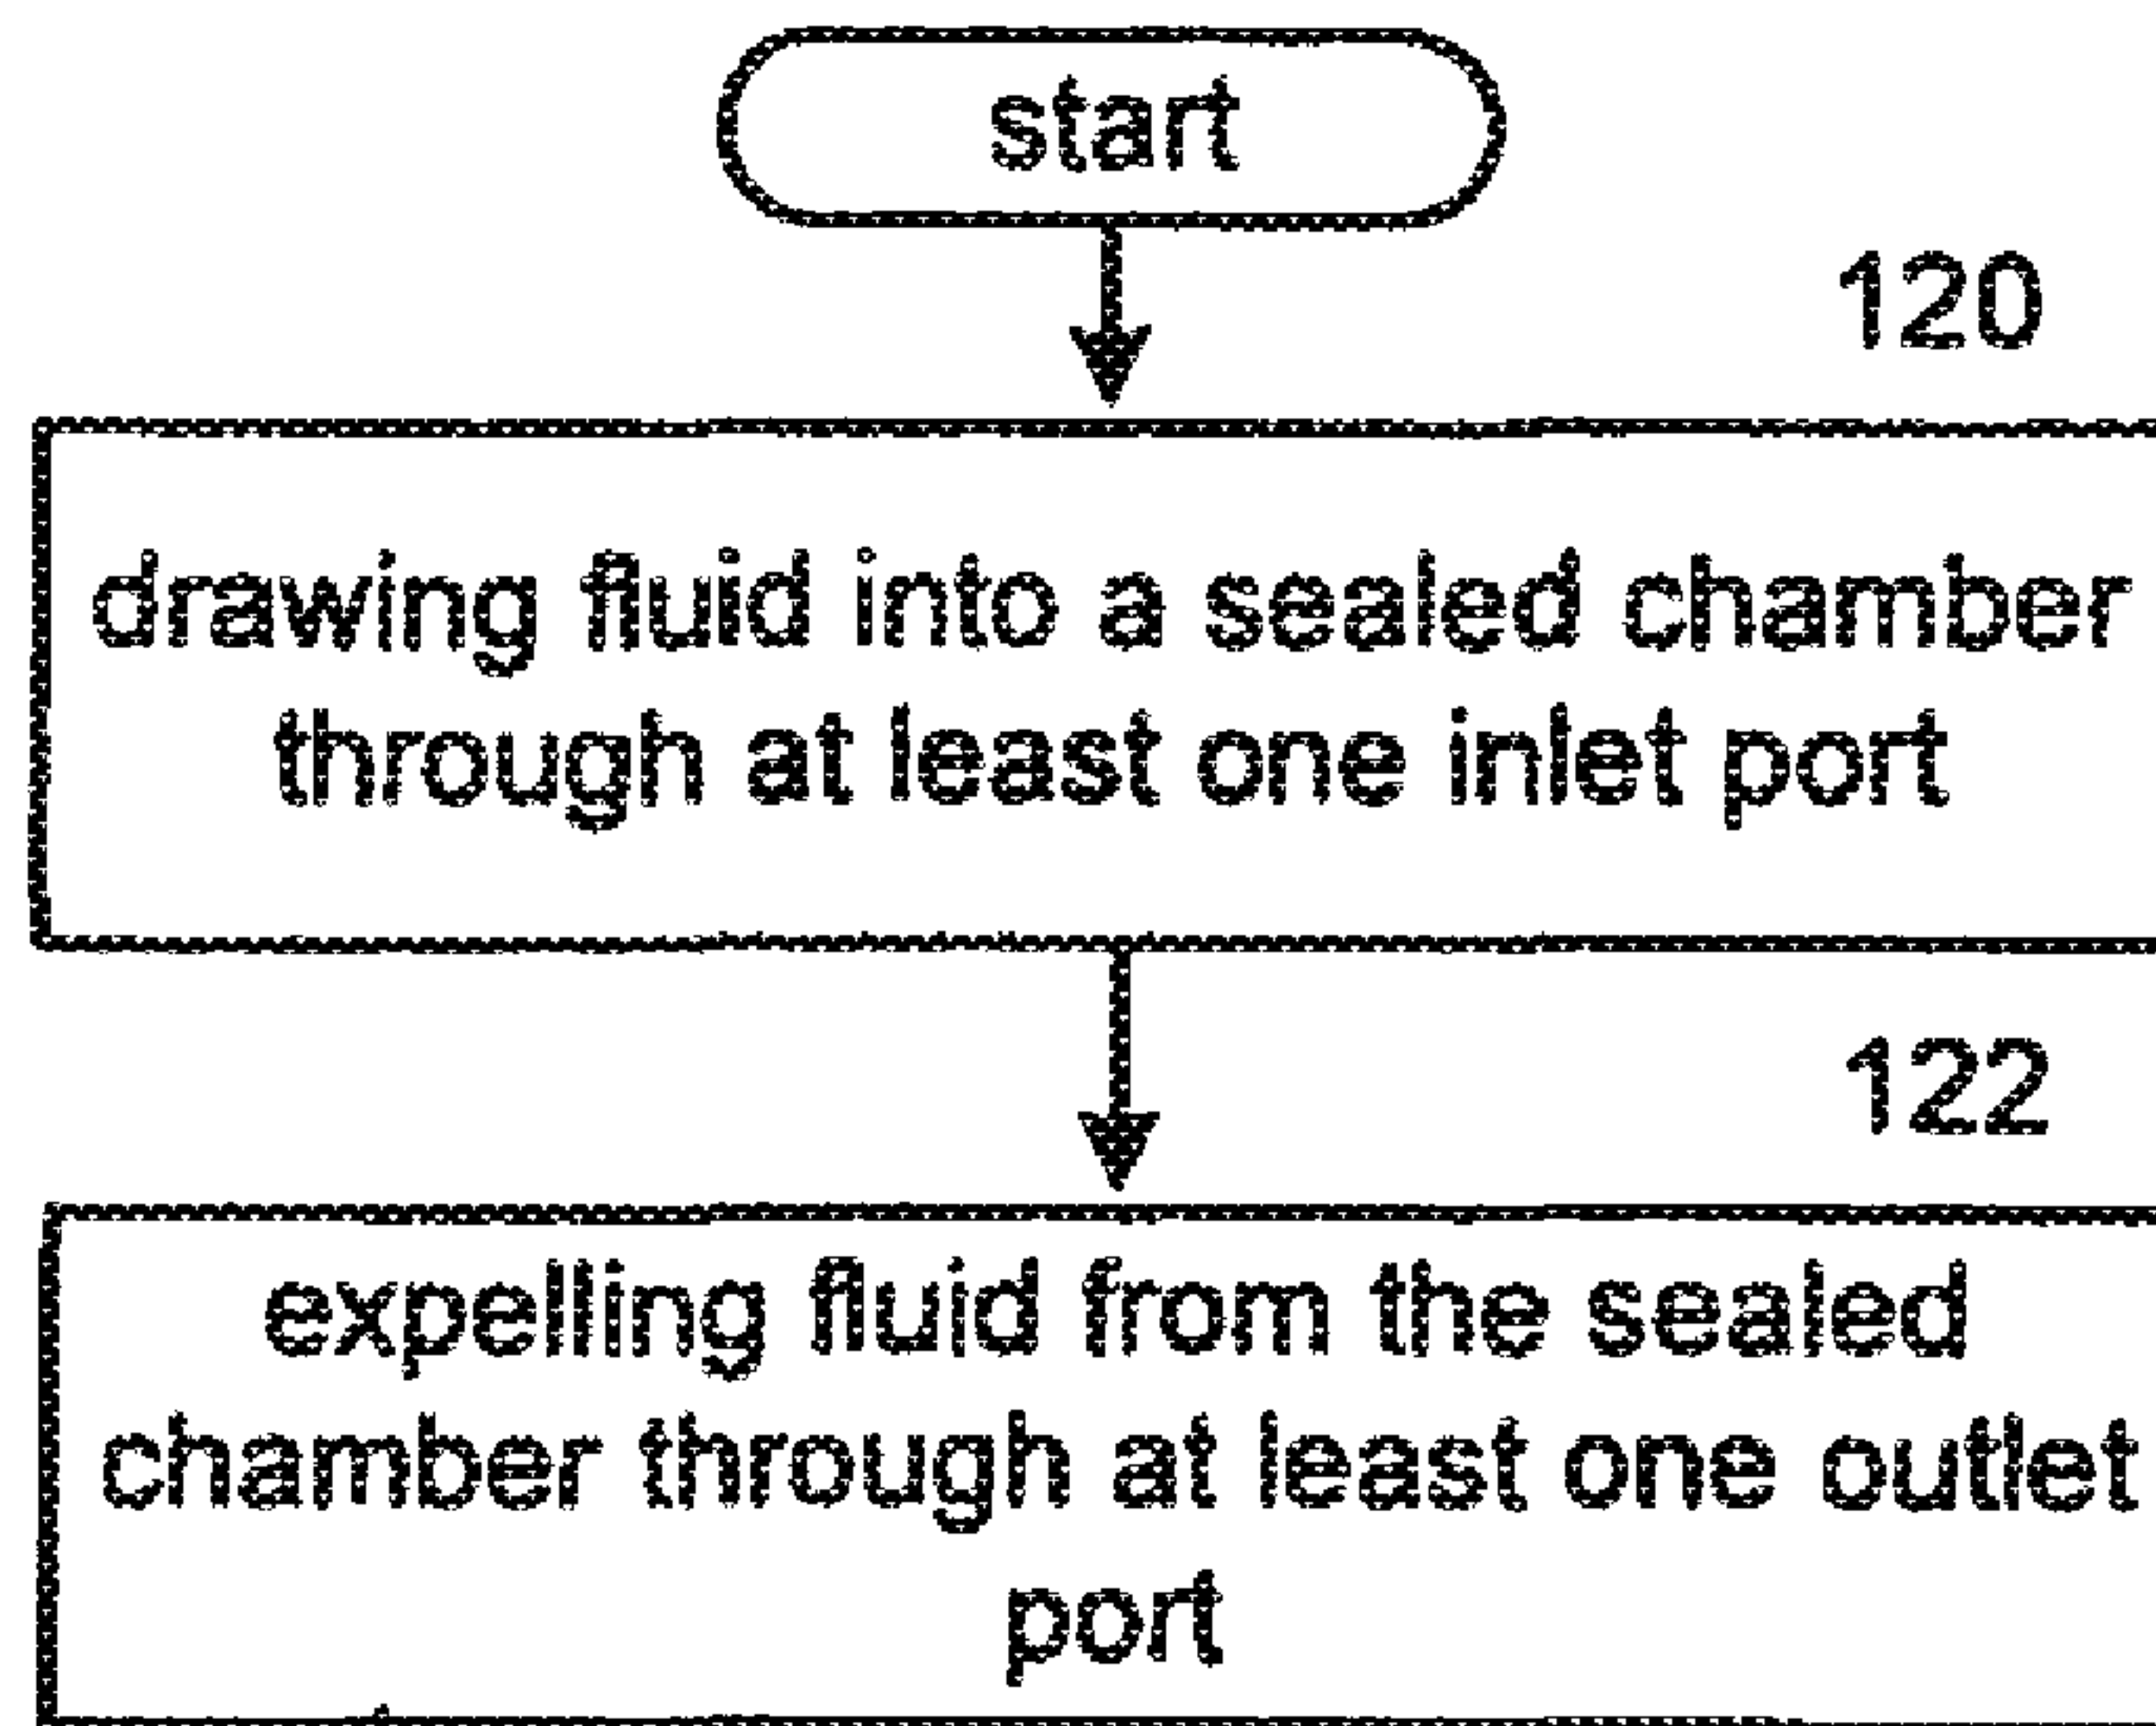 start
120
drawing fluid into a sealed chamber
through at least one inlet port
122
expelling fluid from the sealed
chamber through at least one outlet
port